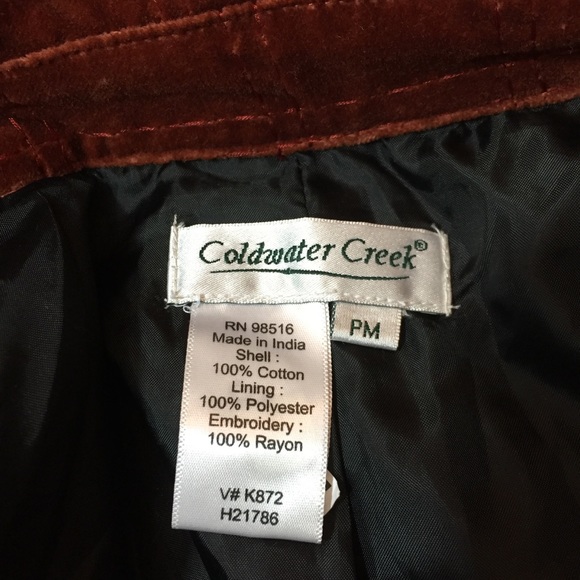 Coldwater Creek®
PM
RN 98516
Made in India
Shell :
100% Cotton
Lining :
100% Polyester
Embroidery :
100% Rayon
V# K872
H21786